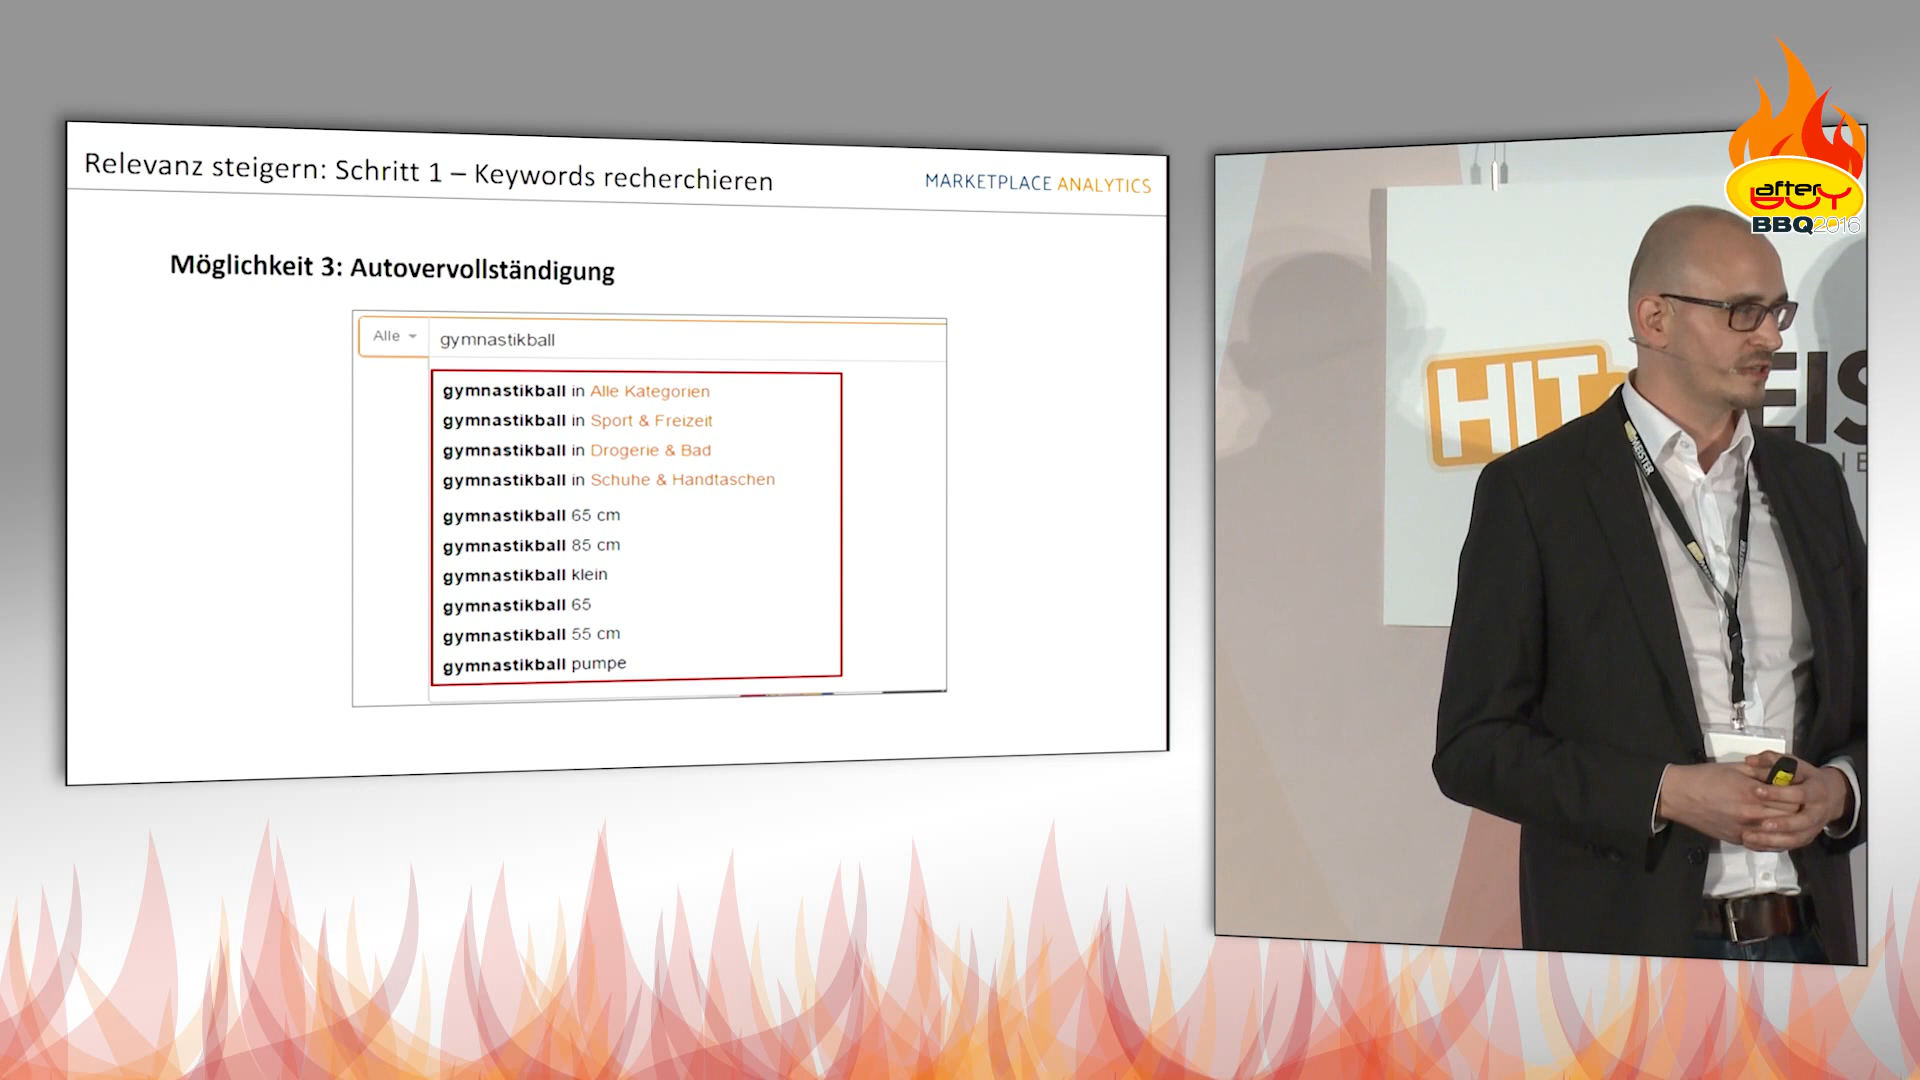 Relevanz steigern: Schritt 1 – Keywords recherchieren
MARKETPLACE ANALYTICS
Möglichkeit 3: Autovervollständigung
Alle
gymnastikball
gymnastikball in Alle Kategorien
gymnastikball in Sport & Freizeit
gymnastikball in Drogerie & Bad
gymnastikball in Schuhe & Handtaschen
gymnastikball 65 cm
gymnastikball 85 cm
gymnastikball klein
gymnastikball 65
gymnastikball 55 cm
gymnastikball pumpe
after
BUY
BBQ2016
HIT
EIS